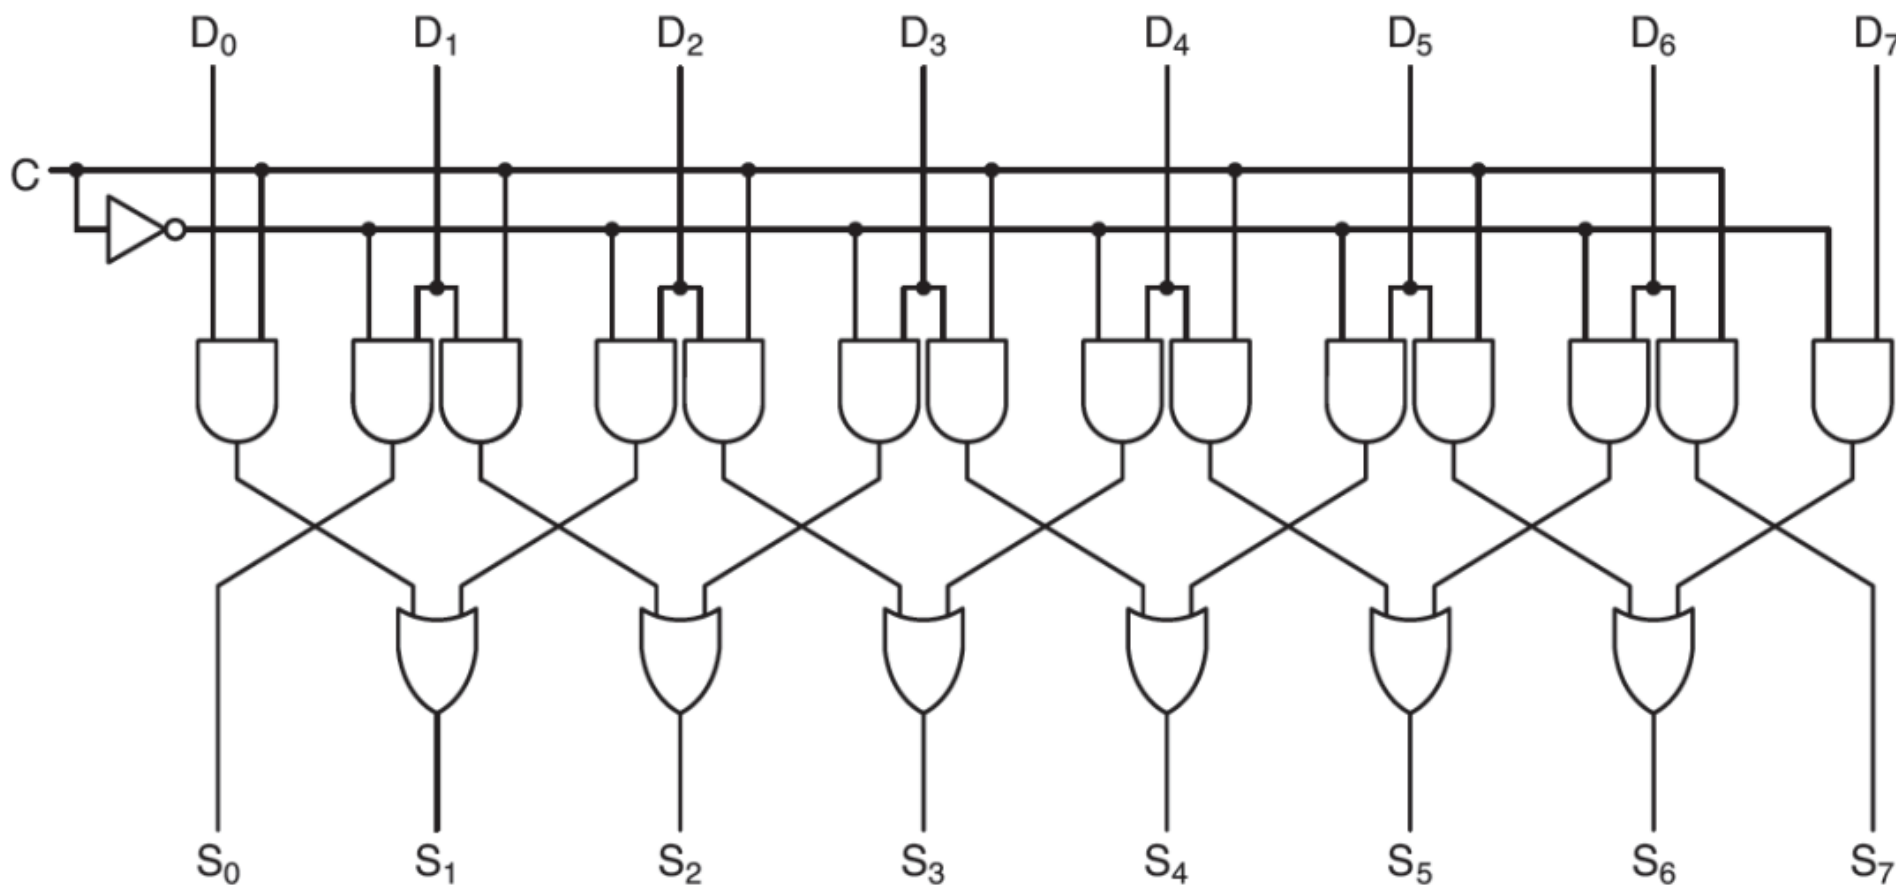 D₀ D₁ D₂ D₃ D₄ D₅ D₆ D₇
C
S₀ S₁ S₂ S₃ S₄ S₅ S₆ S₇